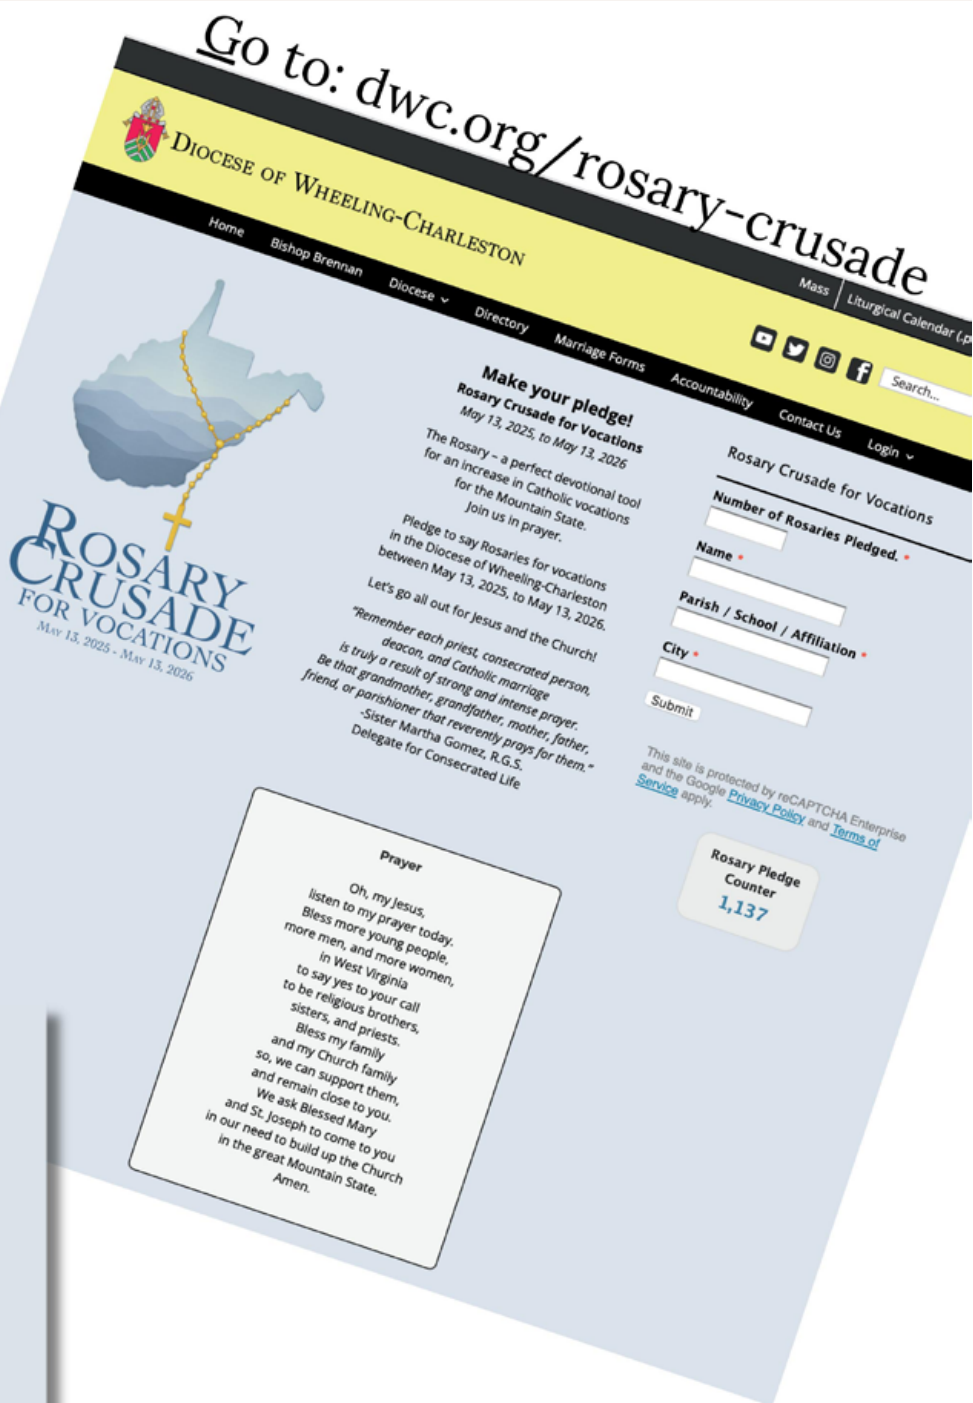 Go to: dwc.org/rosary-crusade
Mass
Liturgical Calendar (.p
DIOCESE OF WHEELING-CHARLESTON
Search...
Home
Bishop Brennan
Diocese
Directory
Marriage Forms
Accountability
Contact Us
Login
ROSARY
CRUSADE
FOR VOCATIONS
MAY 13, 2025 - MAY 13, 2026
Make your pledge!
Rosary Crusade for Vocations
May 13, 2025, to May 13, 2026
The Rosary – a perfect devotional tool
for an increase in Catholic vocations
for the Mountain State.
Join us in prayer.
Pledge to say Rosaries for vocations
in the Diocese of Wheeling-Charleston
between May 13, 2025, to May 13, 2026.
Let's go all out for Jesus and the Church!
"Remember each priest, consecrated person,
deacon, and Catholic marriage
is truly a result of strong and intense prayer.
Be that grandmother, grandfather, mother, father,
friend, or parishioner that reverently prays for them."
-Sister Martha Gomez, R.G.S.
Delegate for Consecrated Life
Rosary Crusade for Vocations
Number of Rosaries Pledged. *
Name *
Parish / School / Affiliation *
City *
Submit
This site is protected by reCAPTCHA Enterprise
and the Google Privacy Policy and Terms of
Service apply.
Rosary Pledge
Counter
1,137
Prayer
Oh, my Jesus,
listen to my prayer today.
Bless more young people,
more men, and more women,
in West Virginia
to say yes to your call
to be religious brothers,
sisters, and priests.
Bless my family
and my Church family
so, we can support them,
and remain close to you.
We ask Blessed Mary
and St. Joseph to come to you
in our need to build up the Church
in the great Mountain State.
Amen.